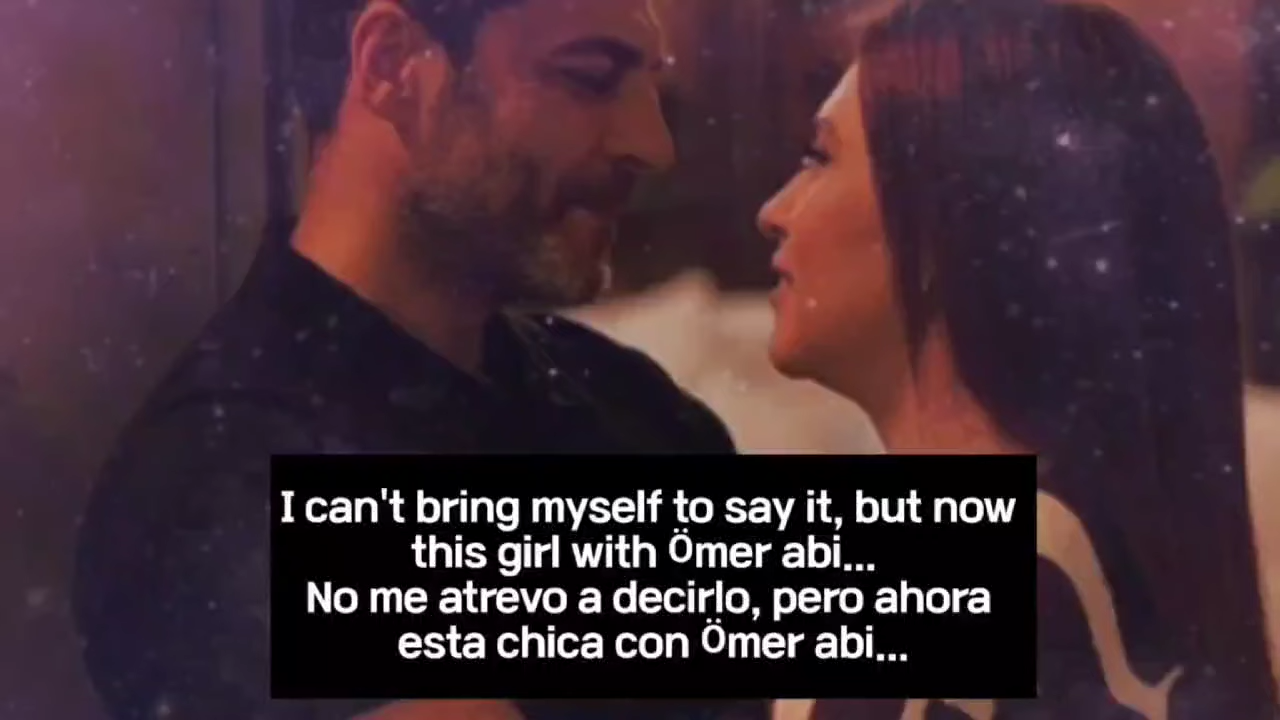 I can't bring myself to say it, but now
this girl with Ömer abi...
No me atrevo a decirlo, pero ahora
esta chica con Ömer abi...